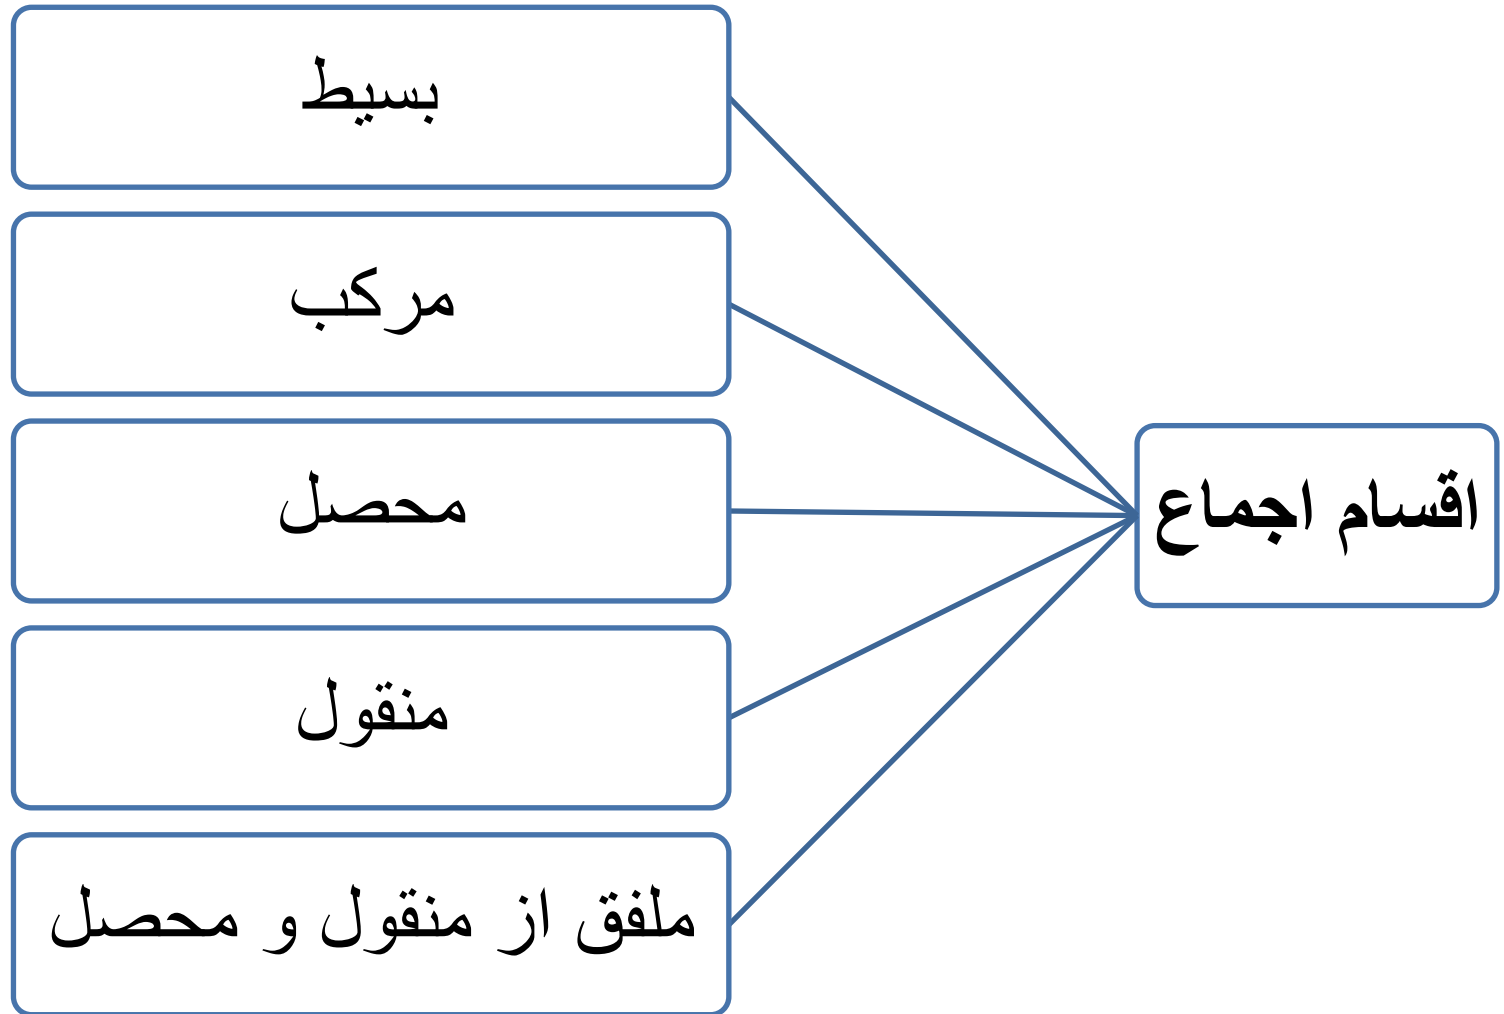 اقسام اجماع
بسیط
مرکب
محصل
منقول
ملفق از منقول و محصل